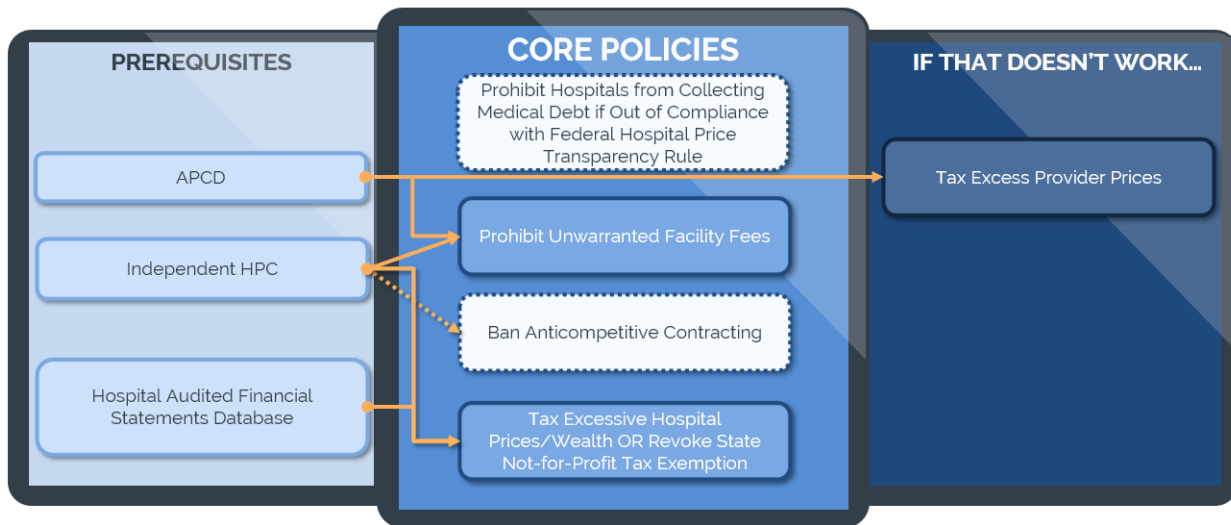 PREREQUISITES
APCD
Independent HPC
Hospital Audited Financial
Statements Database
CORE POLICIES
Prohibit Hospitals from Collecting
Medical Debt if Out of Compliance
with Federal Hospital Price
Transparency Rule
Prohibit Unwarranted Facility Fees
Ban Anticompetitive Contracting
Tax Excessive Hospital
Prices/Wealth OR Revoke State
Not-for-Profit Tax Exemption
IF THAT DOESN'T WORK...
Tax Excess Provider Prices